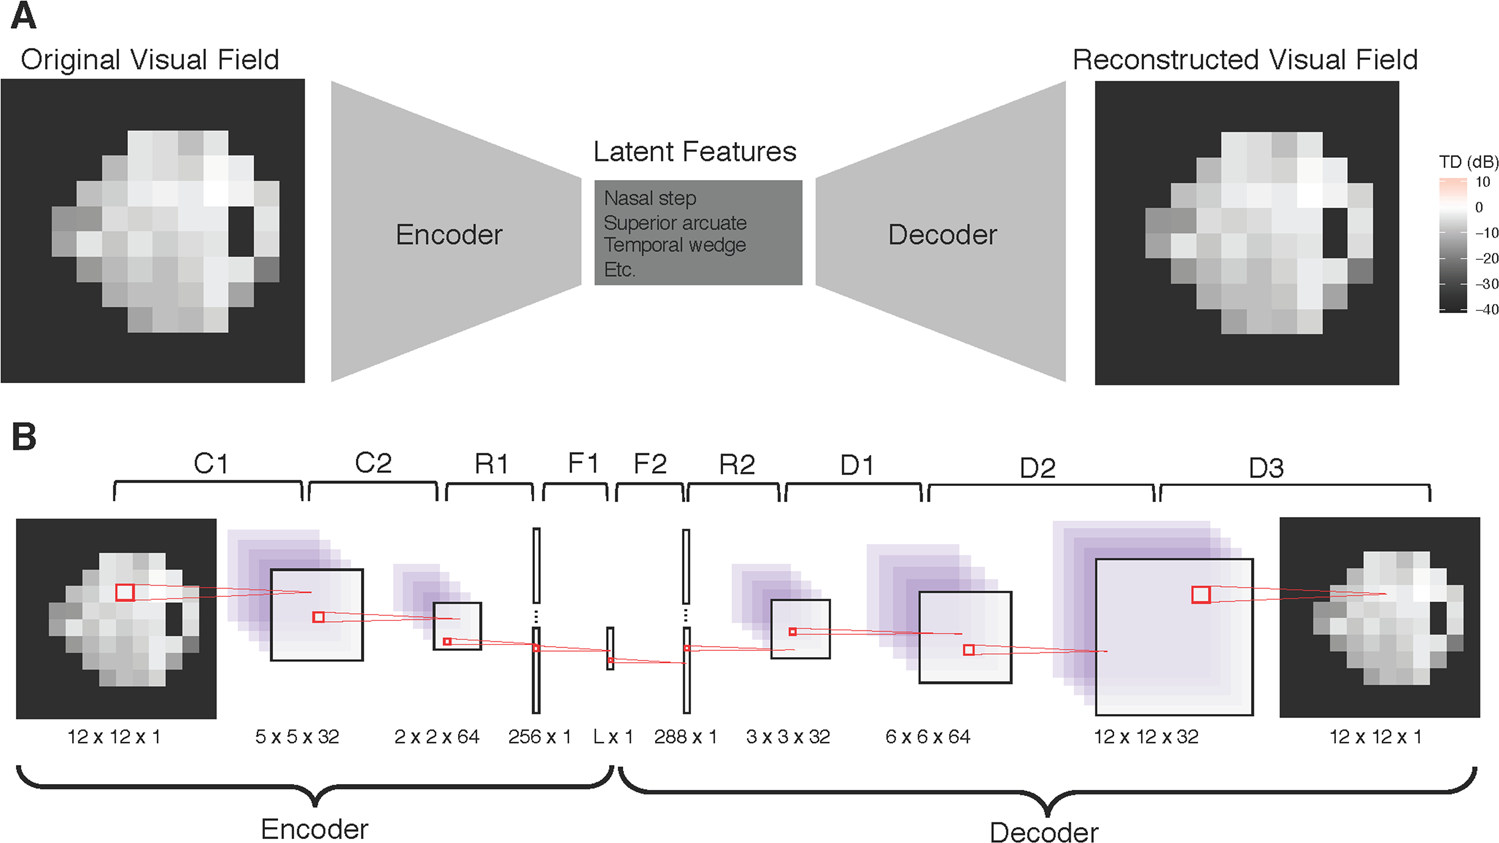 A
Original Visual Field
Reconstructed Visual Field
Latent Features
Nasal step
Superior arcuate
Temporal wedge
Etc.
Encoder
Decoder
TD (dB)
10
0
−10
−20
−30
−40
B
C1 C2 R1 F1 F2 R2 D1 D2 D3
12 x 12 x 1 5 x 5 x 32 2 x 2 x 64 256 x 1 L x 1 288 x 1 3 x 3 x 32 6 x 6 x 64 12 x 12 x 32 12 x 12 x 1
Encoder
Decoder